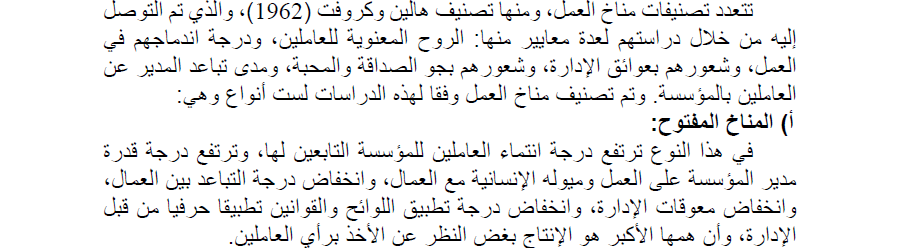 تتعدد تصنيفات مناخ العمل، ومنها تصنيف هالين وكروفت (1962)، والذي تم التوصل
إليه من خلال دراستهم لعدة معايير منها: الروح المعنوية للعاملين، ودرجة اندماجهم في
العمل، وشعورهم بعوائق الإدارة، وشعورهم بجو الصداقة والمحبة، ومدى تباعد المدير عن
العاملين بالمؤسسة. وتم تصنيف مناخ العمل وفقا لهذه الدراسات لست أنواع وهي:
أ) المناخ المفتوح:
في هذا النوع ترتفع درجة انتماء العاملين للمؤسسة التابعين لها، وترتفع درجة قدرة
مدير المؤسسة على العمل وميوله الإنسانية مع العمال، وانخفاض درجة التباعد بين العمال،
وانخفاض معوقات الإدارة، وانخفاض درجة تطبيق اللوائح والقوانين تطبيقا حرفيا من قبل
الإدارة، وأن همها الأكبر هو الإنتاج بغض النظر عن الأخذ برأي العاملين.